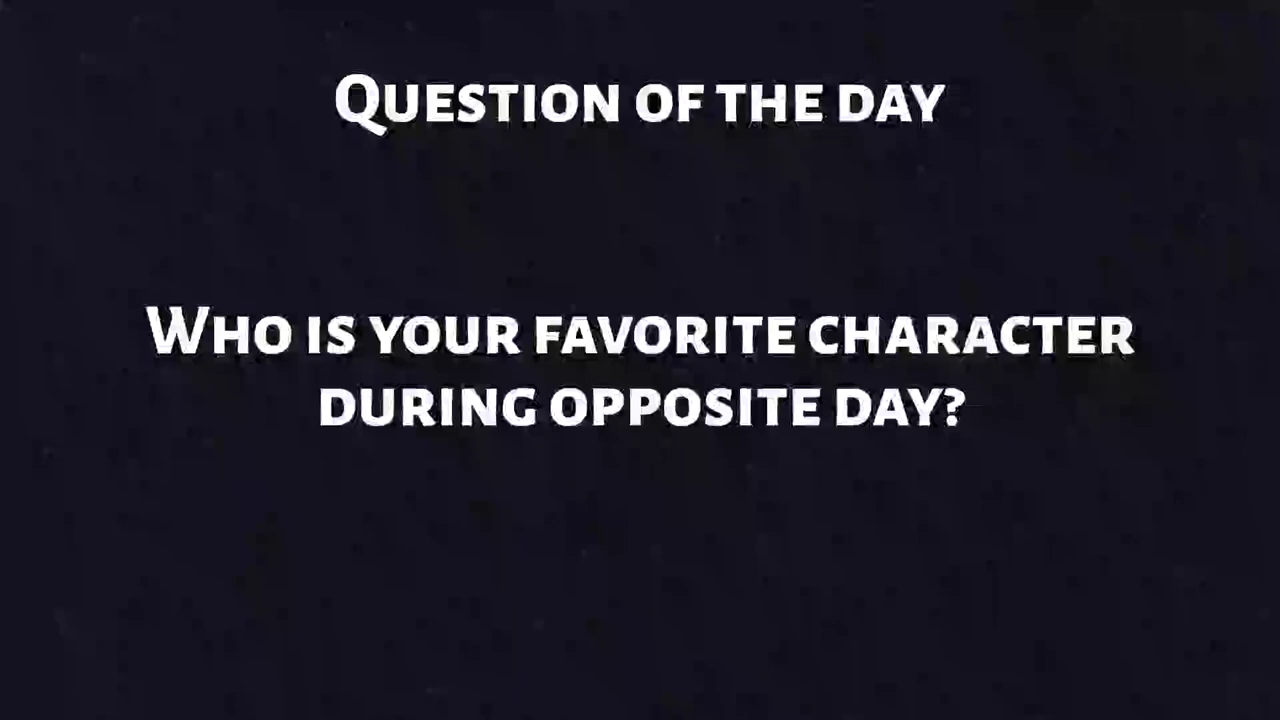 Question of the day
Who is your favorite character
during opposite day?